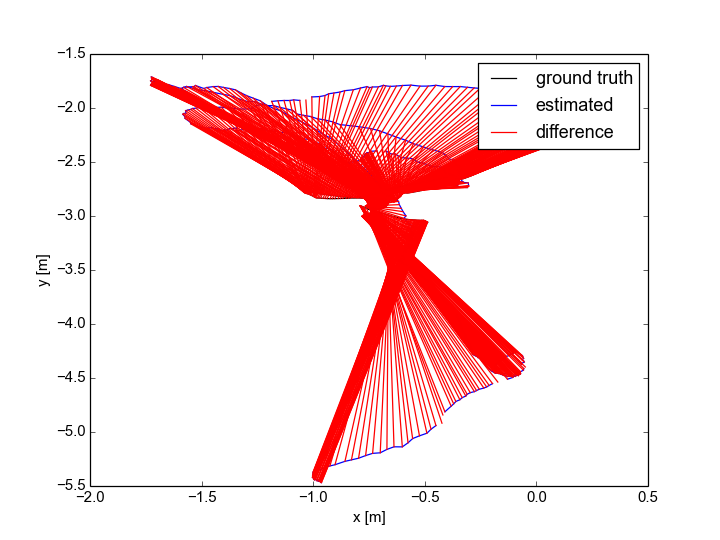 −1.5
ground truth
estimated
difference
−2.0
−2.5
−3.0
−3.5
−4.0
−4.5
−5.0
−5.5
y [m]
−2.0 −1.5 −1.0 −0.5 0.0 0.5
x [m]